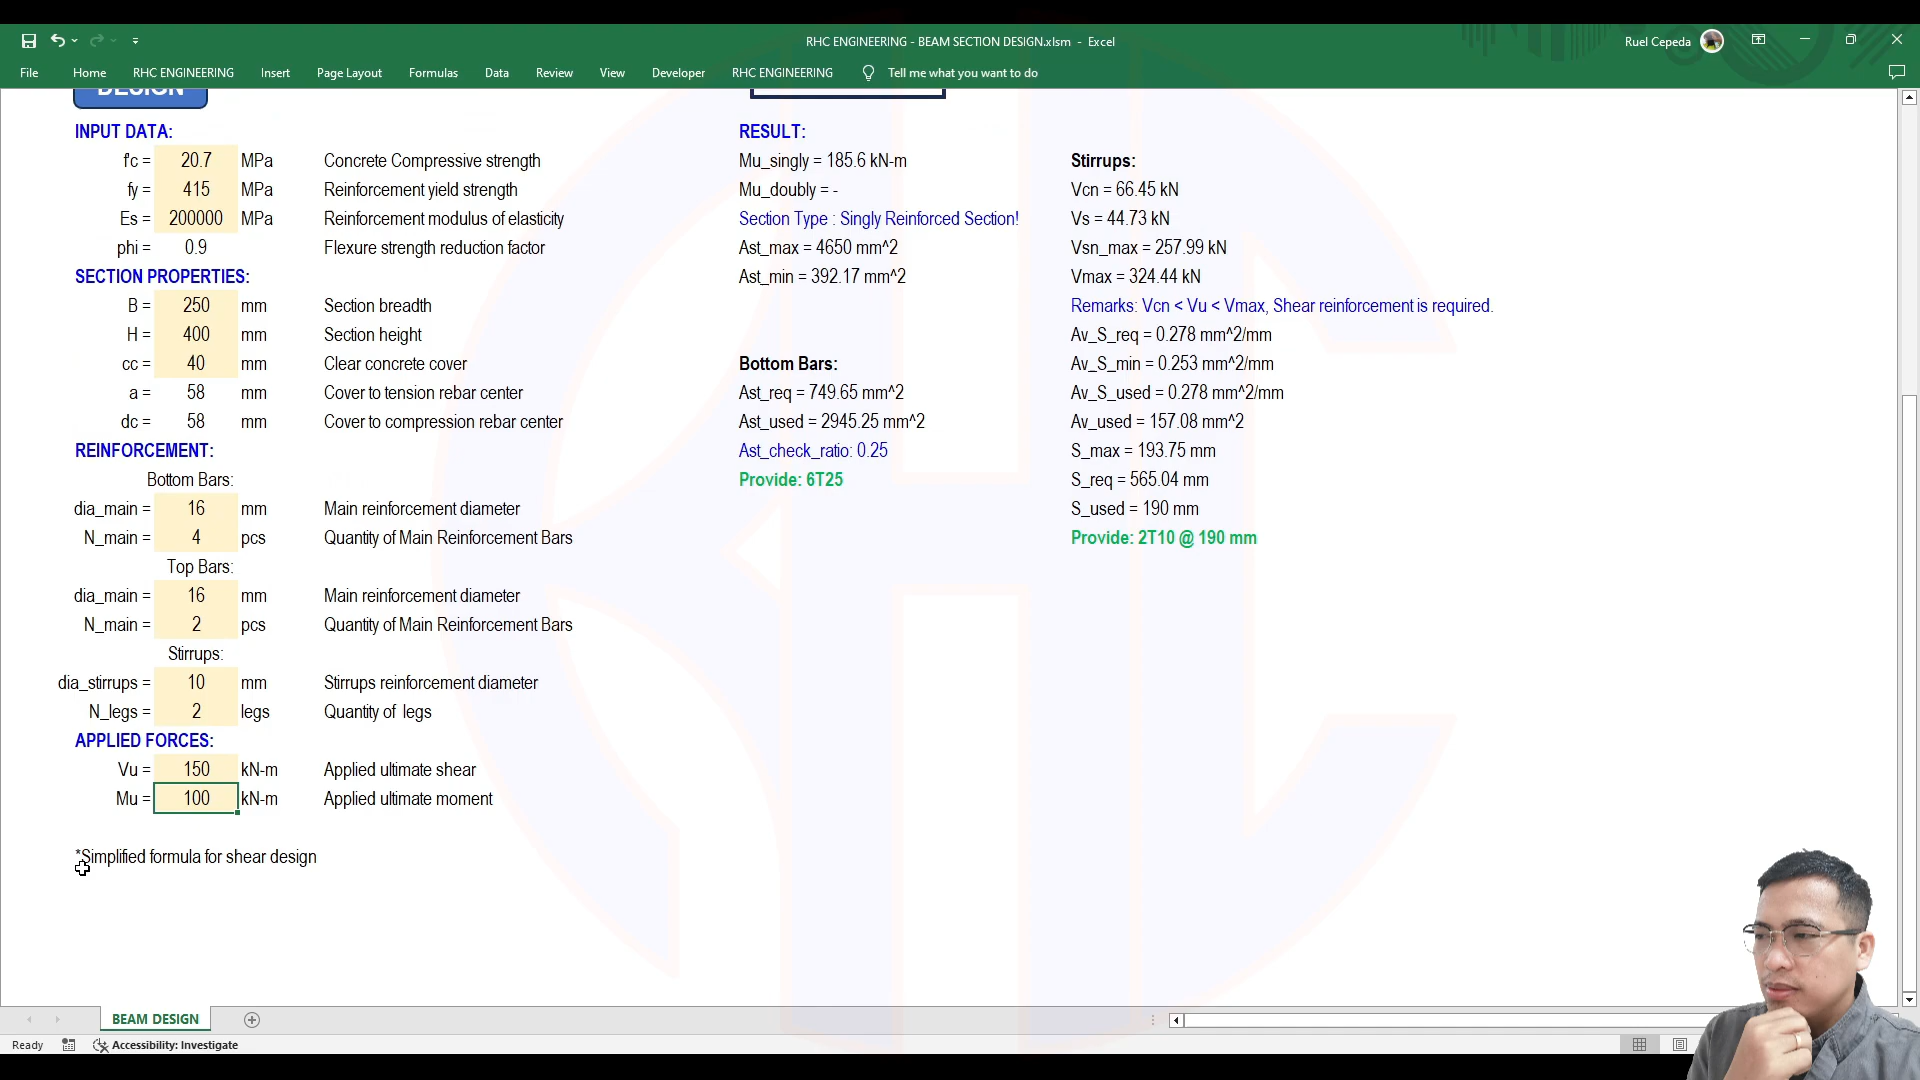 RHC ENGINEERING - BEAM SECTION DESIGN.xlsm - Excel
Ruel Cepeda
File Home RHC ENGINEERING Insert Page Layout Formulas Data Review View Developer RHC ENGINEERING Tell me what you want to do
DESIGN
INPUT DATA:
f'c = 20.7 MPa Concrete Compressive strength
fy = 415 MPa Reinforcement yield strength
Es = 200000 MPa Reinforcement modulus of elasticity
phi = 0.9 Flexure strength reduction factor
SECTION PROPERTIES:
B = 250 mm Section breadth
H = 400 mm Section height
cc = 40 mm Clear concrete cover
a = 58 mm Cover to tension rebar center
dc = 58 mm Cover to compression rebar center
REINFORCEMENT:
Bottom Bars:
dia_main = 16 mm Main reinforcement diameter
N_main = 4 pcs Quantity of Main Reinforcement Bars
Top Bars:
dia_main = 16 mm Main reinforcement diameter
N_main = 2 pcs Quantity of Main Reinforcement Bars
Stirrups:
dia_stirrups = 10 mm Stirrups reinforcement diameter
N_legs = 2 legs Quantity of legs
APPLIED FORCES:
Vu = 150 kN-m Applied ultimate shear
Mu = 100 kN-m Applied ultimate moment
*Simplified formula for shear design
RESULT:
Mu_singly = 185.6 kN-m
Mu_doubly = -
Section Type : Singly Reinforced Section!
Ast_max = 4650 mm^2
Ast_min = 392.17 mm^2
Bottom Bars:
Ast_req = 749.65 mm^2
Ast_used = 2945.25 mm^2
Ast_check_ratio: 0.25
Provide: 6T25
Stirrups:
Vcn = 66.45 kN
Vs = 44.73 kN
Vsn_max = 257.99 kN
Vmax = 324.44 kN
Remarks: Vcn < Vu < Vmax, Shear reinforcement is required.
Av_S_req = 0.278 mm^2/mm
Av_S_min = 0.253 mm^2/mm
Av_S_used = 0.278 mm^2/mm
Av_used = 157.08 mm^2
S_max = 193.75 mm
S_req = 565.04 mm
S_used = 190 mm
Provide: 2T10 @ 190 mm
BEAM DESIGN
Ready Accessibility: Investigate